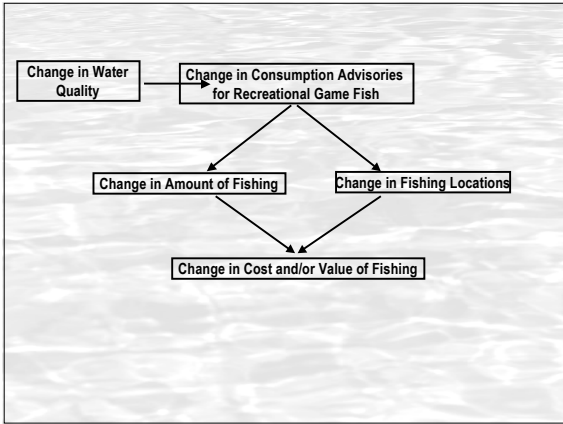 Change in Water
Quality
Change in Consumption Advisories
for Recreational Game Fish
Change in Amount of Fishing
Change in Fishing Locations
Change in Cost and/or Value of Fishing